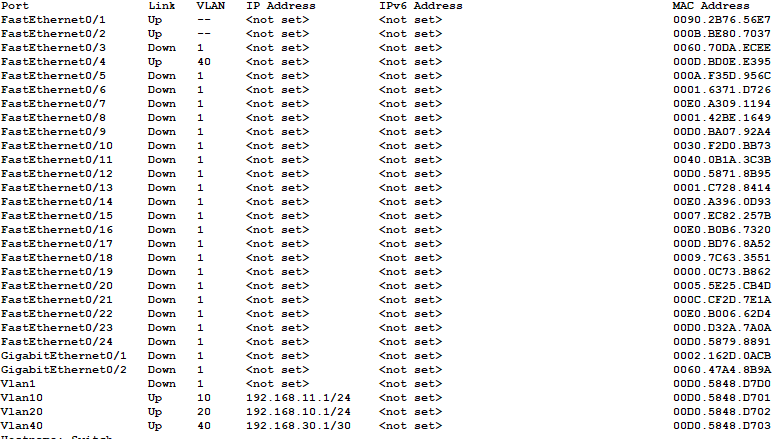 Port Link VLAN IP Address IPv6 Address MAC Address
FastEthernet0/1 Up -- <not set> <not set> 0090.2B76.56E7
FastEthernet0/2 Up -- <not set> <not set> 000B.BE80.7037
FastEthernet0/3 Down 1 <not set> <not set> 0060.70DA.ECEE
FastEthernet0/4 Up 40 <not set> <not set> 000D.BD0E.E395
FastEthernet0/5 Down 1 <not set> <not set> 000A.F35D.956C
FastEthernet0/6 Down 1 <not set> <not set> 0001.6371.D726
FastEthernet0/7 Down 1 <not set> <not set> 00E0.A309.1194
FastEthernet0/8 Down 1 <not set> <not set> 0001.42BE.1649
FastEthernet0/9 Down 1 <not set> <not set> 00D0.BA07.92A4
FastEthernet0/10 Down 1 <not set> <not set> 0030.F2D0.BB73
FastEthernet0/11 Down 1 <not set> <not set> 0040.0B1A.3C3B
FastEthernet0/12 Down 1 <not set> <not set> 00D0.5871.8B95
FastEthernet0/13 Down 1 <not set> <not set> 0001.C728.8414
FastEthernet0/14 Down 1 <not set> <not set> 00E0.A396.0D93
FastEthernet0/15 Down 1 <not set> <not set> 0007.EC82.257B
FastEthernet0/16 Down 1 <not set> <not set> 00E0.B0B6.7320
FastEthernet0/17 Down 1 <not set> <not set> 000D.BD76.8A52
FastEthernet0/18 Down 1 <not set> <not set> 0009.7C63.3551
FastEthernet0/19 Down 1 <not set> <not set> 0000.0C73.B862
FastEthernet0/20 Down 1 <not set> <not set> 0005.5E25.CB4D
FastEthernet0/21 Down 1 <not set> <not set> 000C.CF2D.7E1A
FastEthernet0/22 Down 1 <not set> <not set> 00E0.B006.62D4
FastEthernet0/23 Down 1 <not set> <not set> 00D0.D32A.7A0A
FastEthernet0/24 Down 1 <not set> <not set> 00D0.5879.8891
GigabitEthernet0/1 Down 1 <not set> <not set> 0002.162D.0ACB
GigabitEthernet0/2 Down 1 <not set> <not set> 0060.47A4.8B9A
Vlan1 Down 1 <not set> <not set> 00D0.5848.D7D0
Vlan10 Up 10 192.168.11.1/24 <not set> 00D0.5848.D701
Vlan20 Up 20 192.168.10.1/24 <not set> 00D0.5848.D702
Vlan40 Up 40 192.168.30.1/30 <not set> 00D0.5848.D703
Hostname: Switch